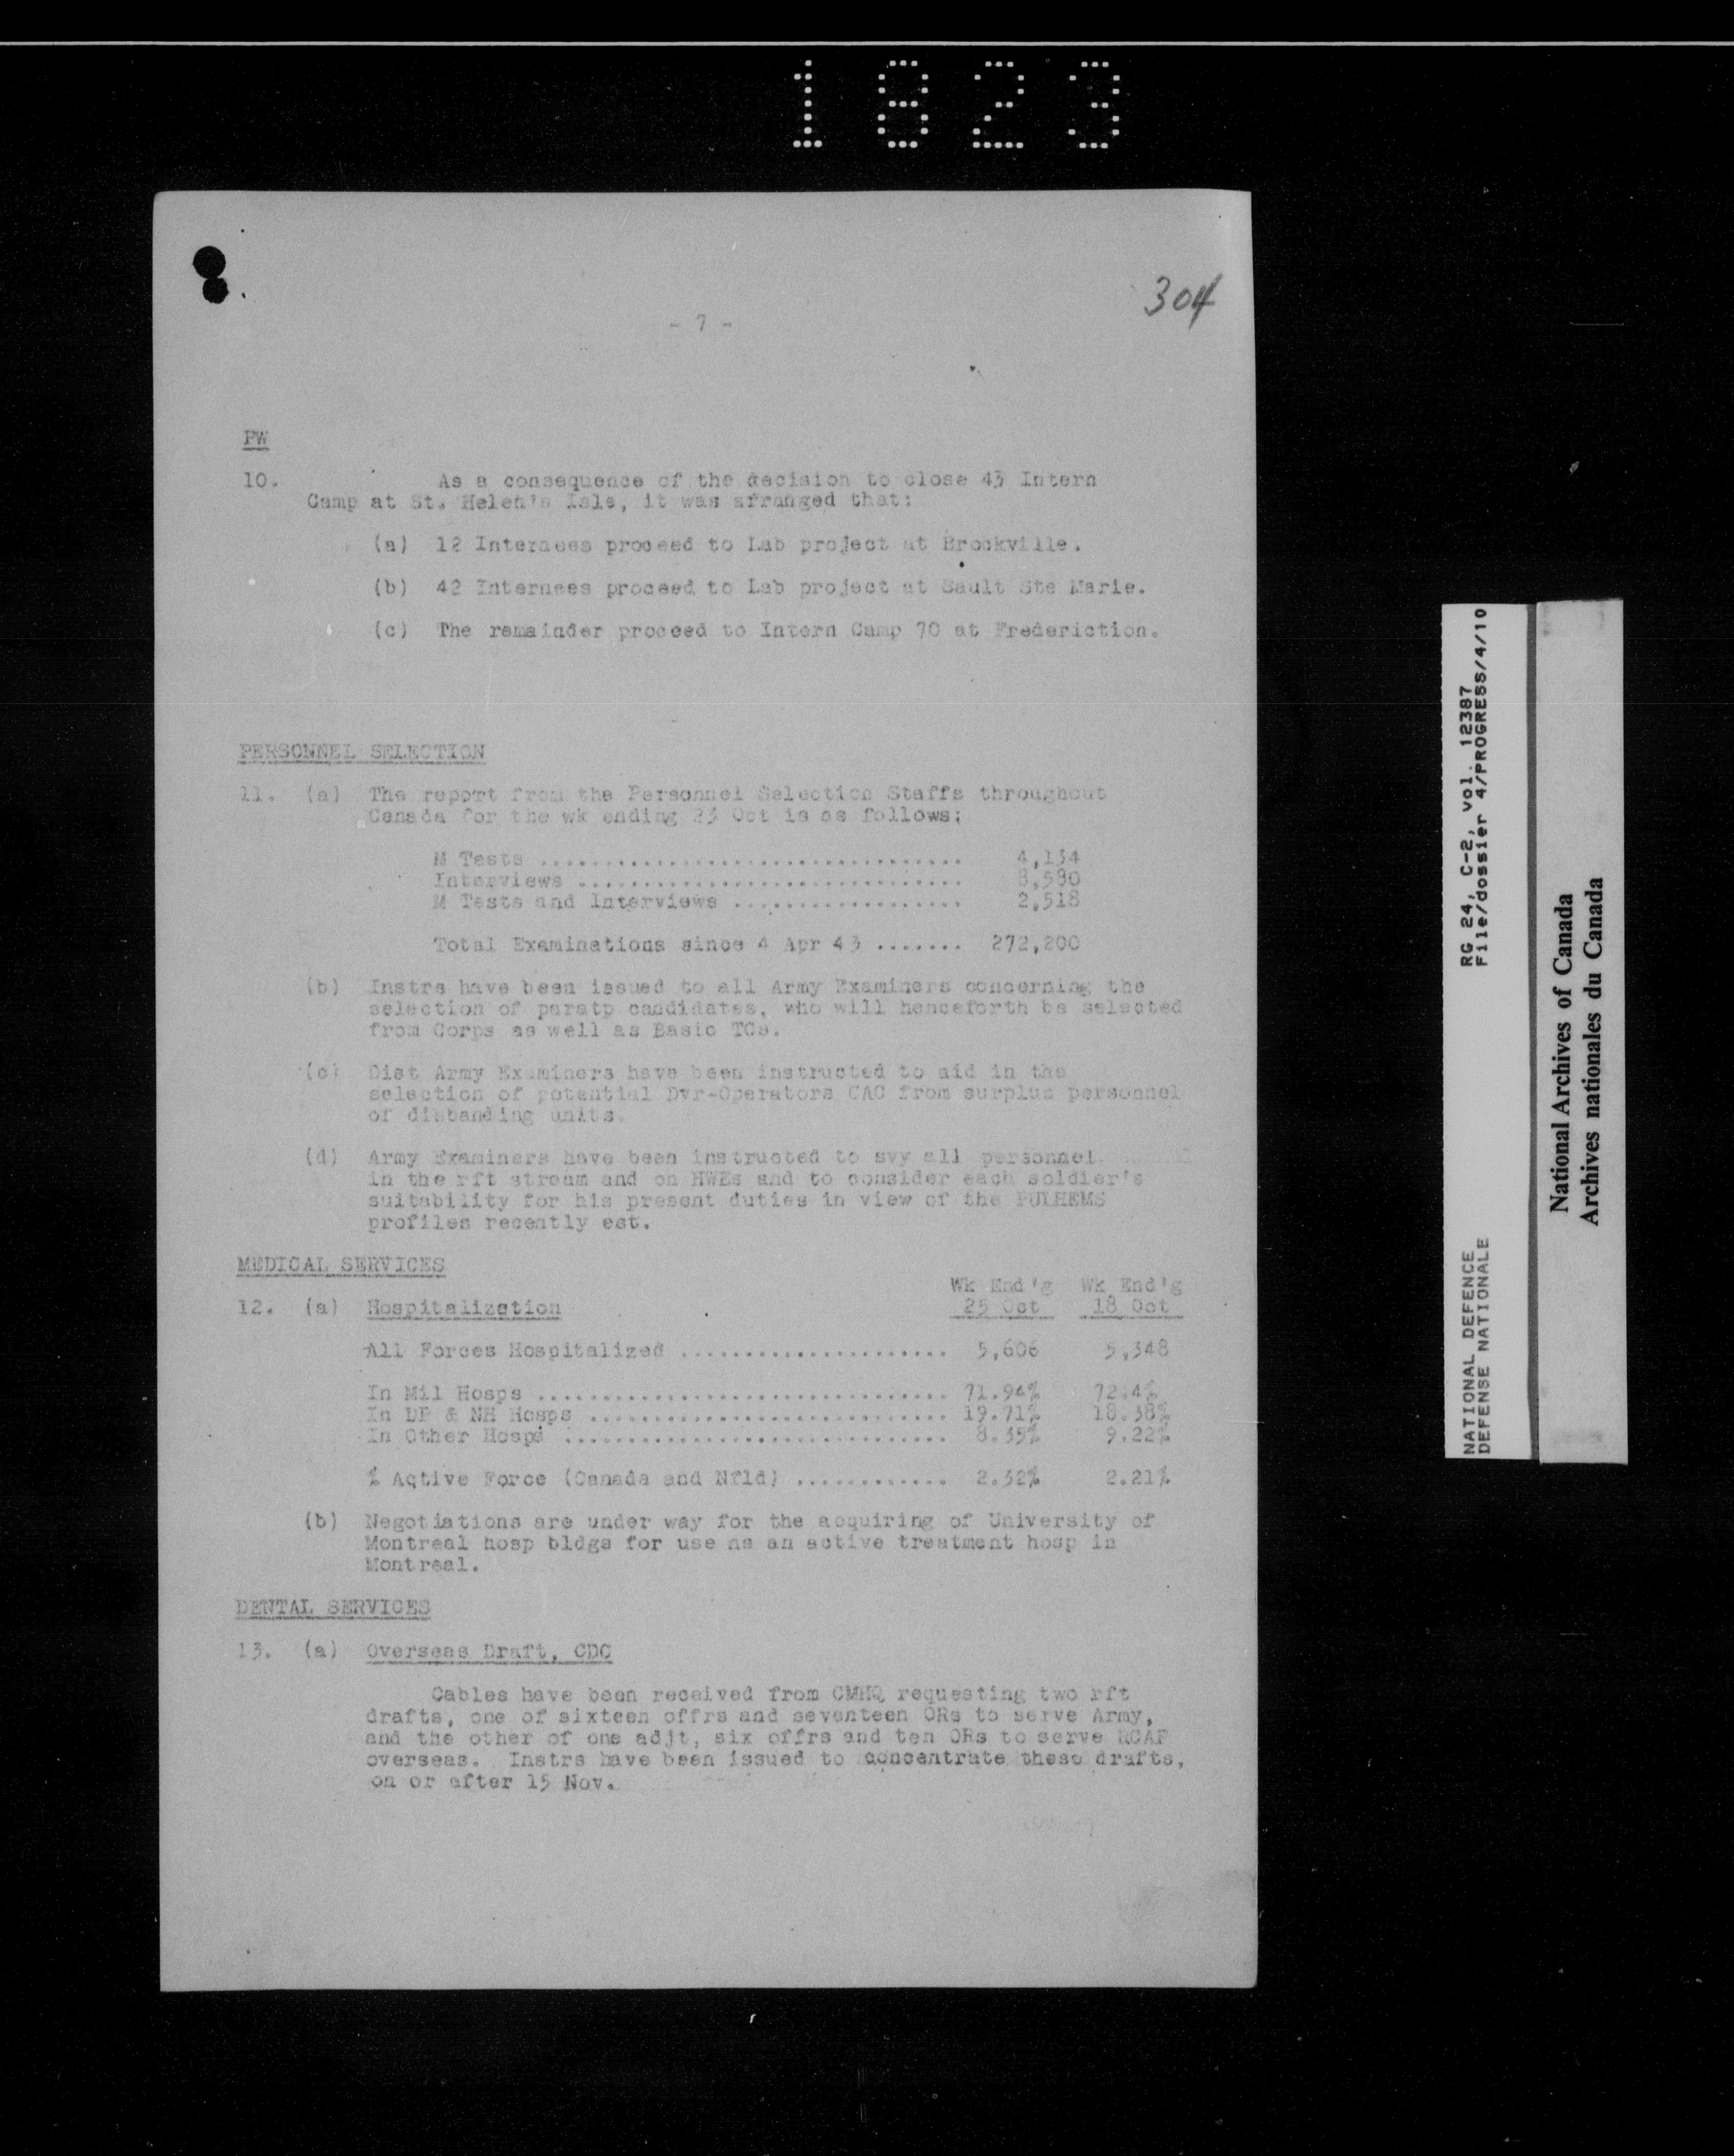 1823
304
- 7 -
PW
10. As a consequence of the decision to close 43 Intern
Camp at St. Helen's Isle, it was arranged that:
(a) 12 Internees proceed to Lab project at Brockville.
(b) 42 Internees proceed to Lab project at Sault Ste Marie.
(c) The remainder proceed to Intern Camp 70 at Frederiction.
PERSONNEL SELECTION
11. (a) The report from the Personnel Selection Staffs throughout
Canada for the wk ending 23 Oct is as follows:
M Tests ................................. 4,134
Interviews .............................. 8,580
M Tests and Interviews .................. 2,518
Total Examinations since 4 Apr 43 ....... 272,200
(b) Instrs have been issued to all Army Examiners concerning the
selection of paratp candidates, who will henceforth be selected
from Corps as well as Basic TCs.
(c) Dist Army Examiners have been instructed to aid in the
selection of potential Dvr-Operators CAC from surplus personnel
of disbanding units.
(d) Army Examiners have been instructed to svy all personnel
in the rft stream and on HWEs and to consider each soldier's
suitability for his present duties in view of the PULHEMS
profiles recently est.
MEDICAL SERVICES
Wk End'g Wk End'g
12. (a) Hospitalization 25 Oct 18 Oct
All Forces Hospitalized ..................... 5,606 5,348
In Mil Hosps ................................ 71.94% 72.4%
In DP & NH Hosps ............................ 19.71% 18.38%
In Other Hosps .............................. 8.35% 9.22%
% Active Force (Canada and Nfld) ............ 2.32% 2.21%
(b) Negotiations are under way for the acquiring of University of
Montreal hosp bldgs for use as an active treatment hosp in
Montreal.
DENTAL SERVICES
13. (a) Overseas Draft, CDC
Cables have been received from CMHQ requesting two rft
drafts, one of sixteen offrs and seventeen ORs to serve Army,
and the other of one adjt, six offrs and ten ORs to serve RCAF
overseas. Instrs have been issued to concentrate these drafts,
on or after 15 Nov.
NATIONAL DEFENCE RG 24, C-2, vol. 12387
DEFENSE NATIONALE File/dossier 4/PROGRESS/4/10
National Archives of Canada
Archives nationales du Canada